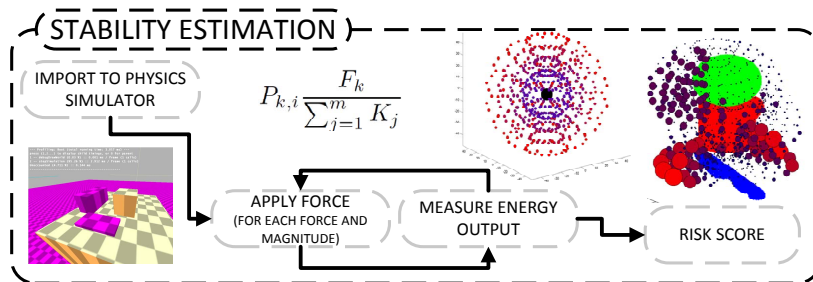 STABILITY ESTIMATION
IMPORT TO PHYSICS
SIMULATOR
P_{k,i} \frac{F_k}{\sum_{j=1}^{m} K_j}
APPLY FORCE
(FOR EACH FORCE AND
MAGNITUDE)
MEASURE ENERGY
OUTPUT
RISK SCORE